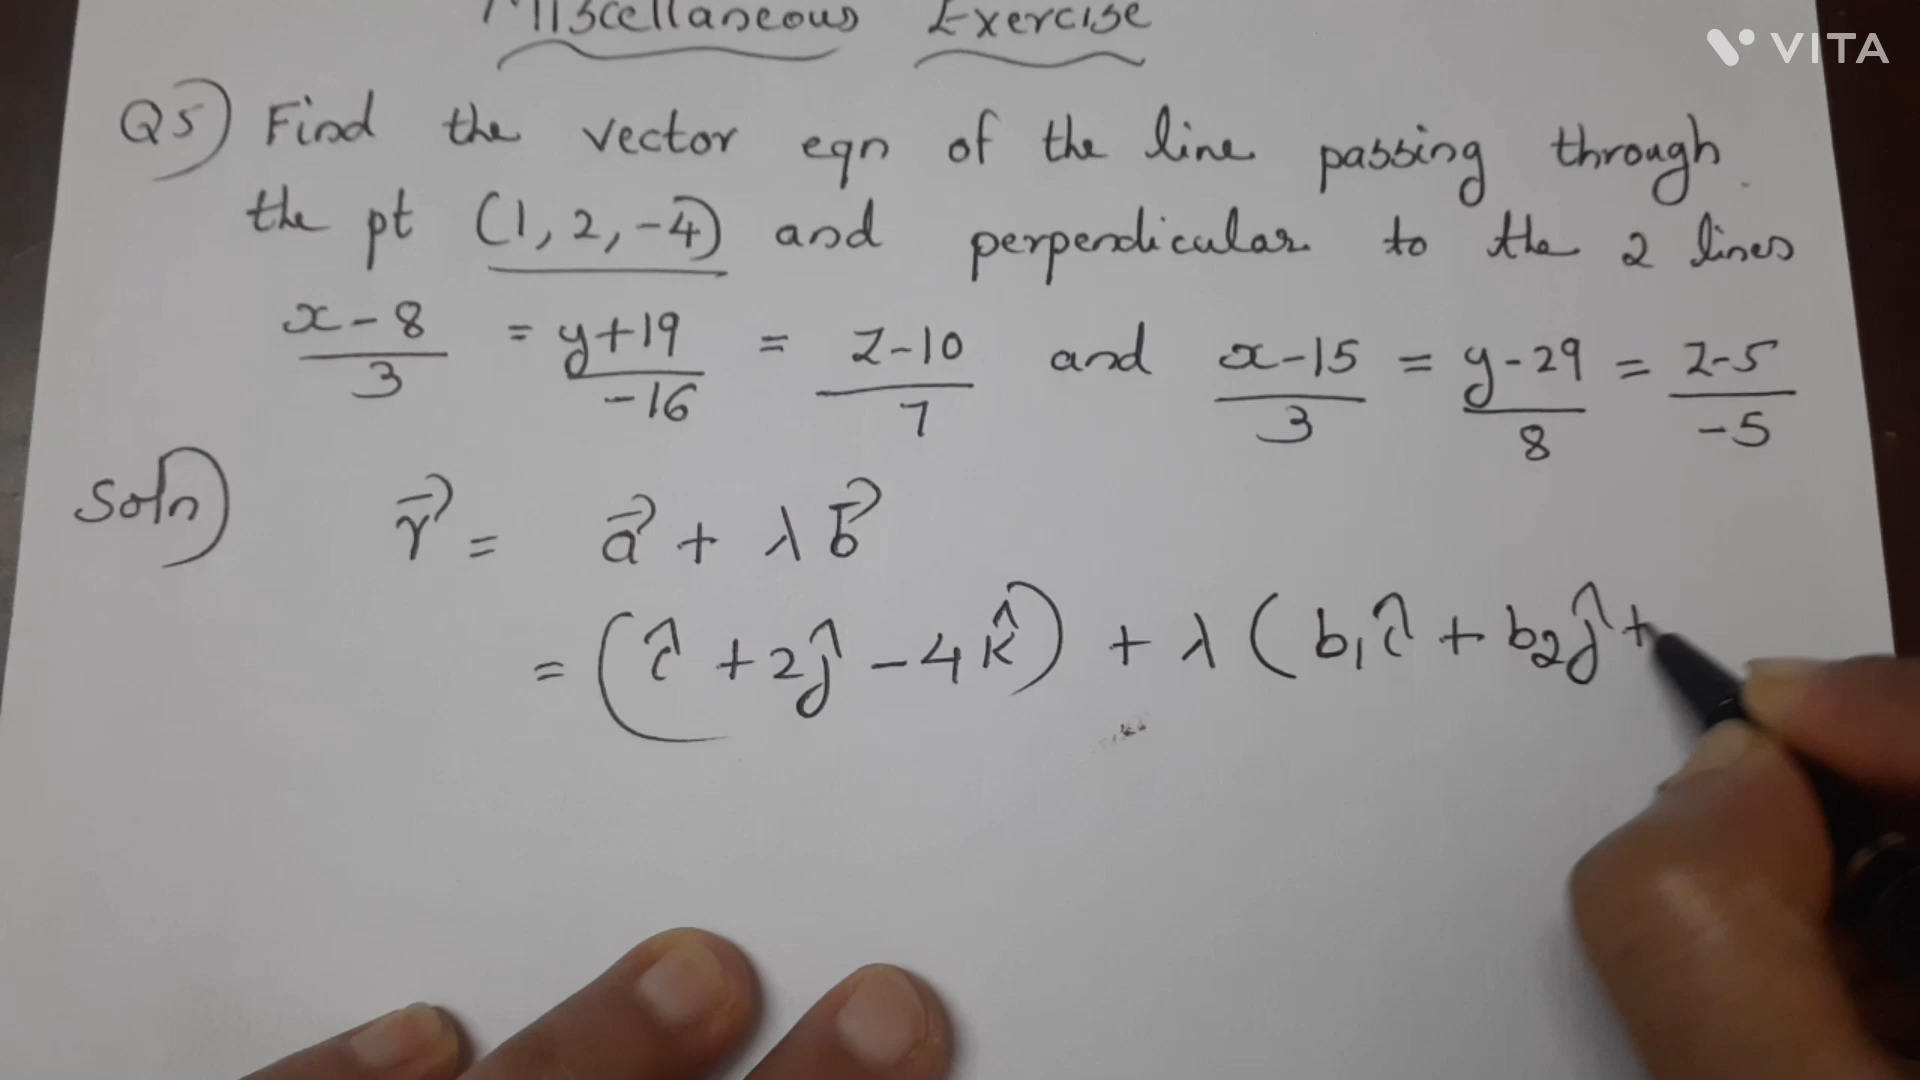 Miscellaneous Exercise
VITA
Q5) Find the vector eqn of the line passing through
the pt (1, 2, -4) and perpendicular to the 2 lines
x-8/3 = y+19/-16 = z-10/7 and x-15/3 = y-29/8 = z-5/-5
Soln) r⃗ = a⃗ + λ b⃗
= (î + 2ĵ - 4k̂) + λ (b₁î + b₂ĵ +